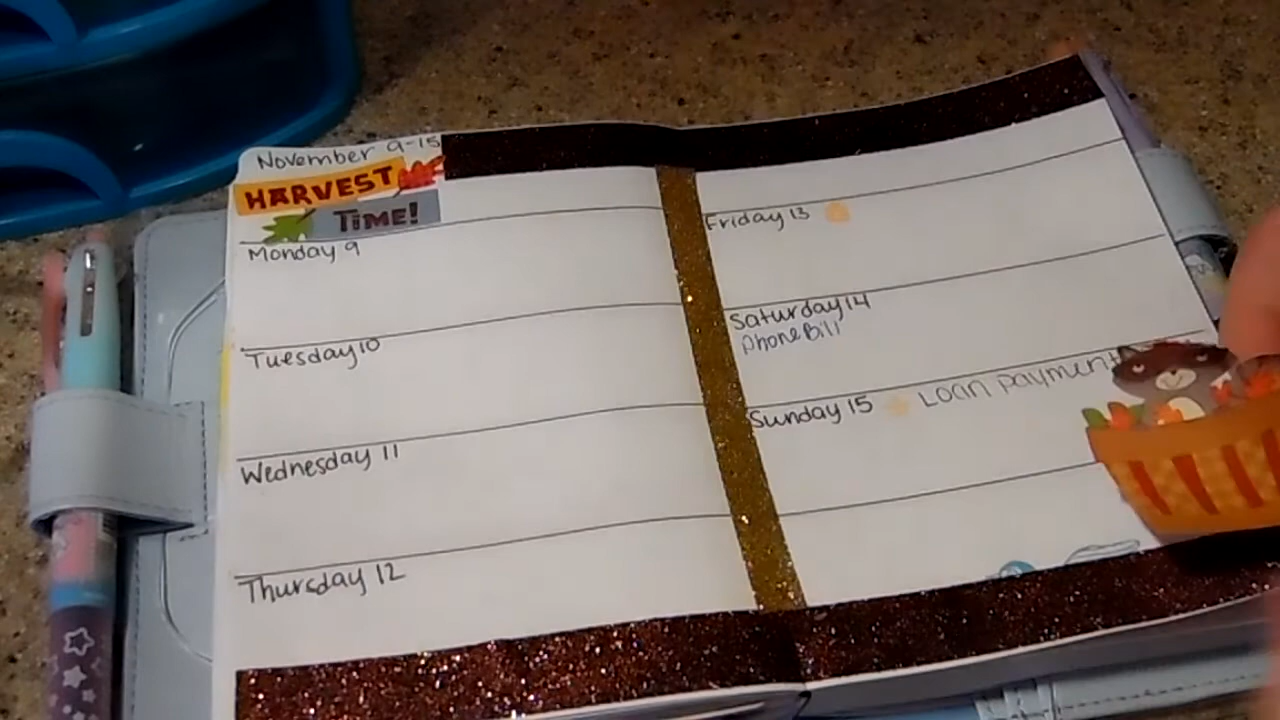 November 9-15
HARVEST
TIME!
Monday 9
Tuesday 10
Wednesday 11
Thursday 12
Friday 13
Saturday 14
Phone Bill
Sunday 15 Loan payment